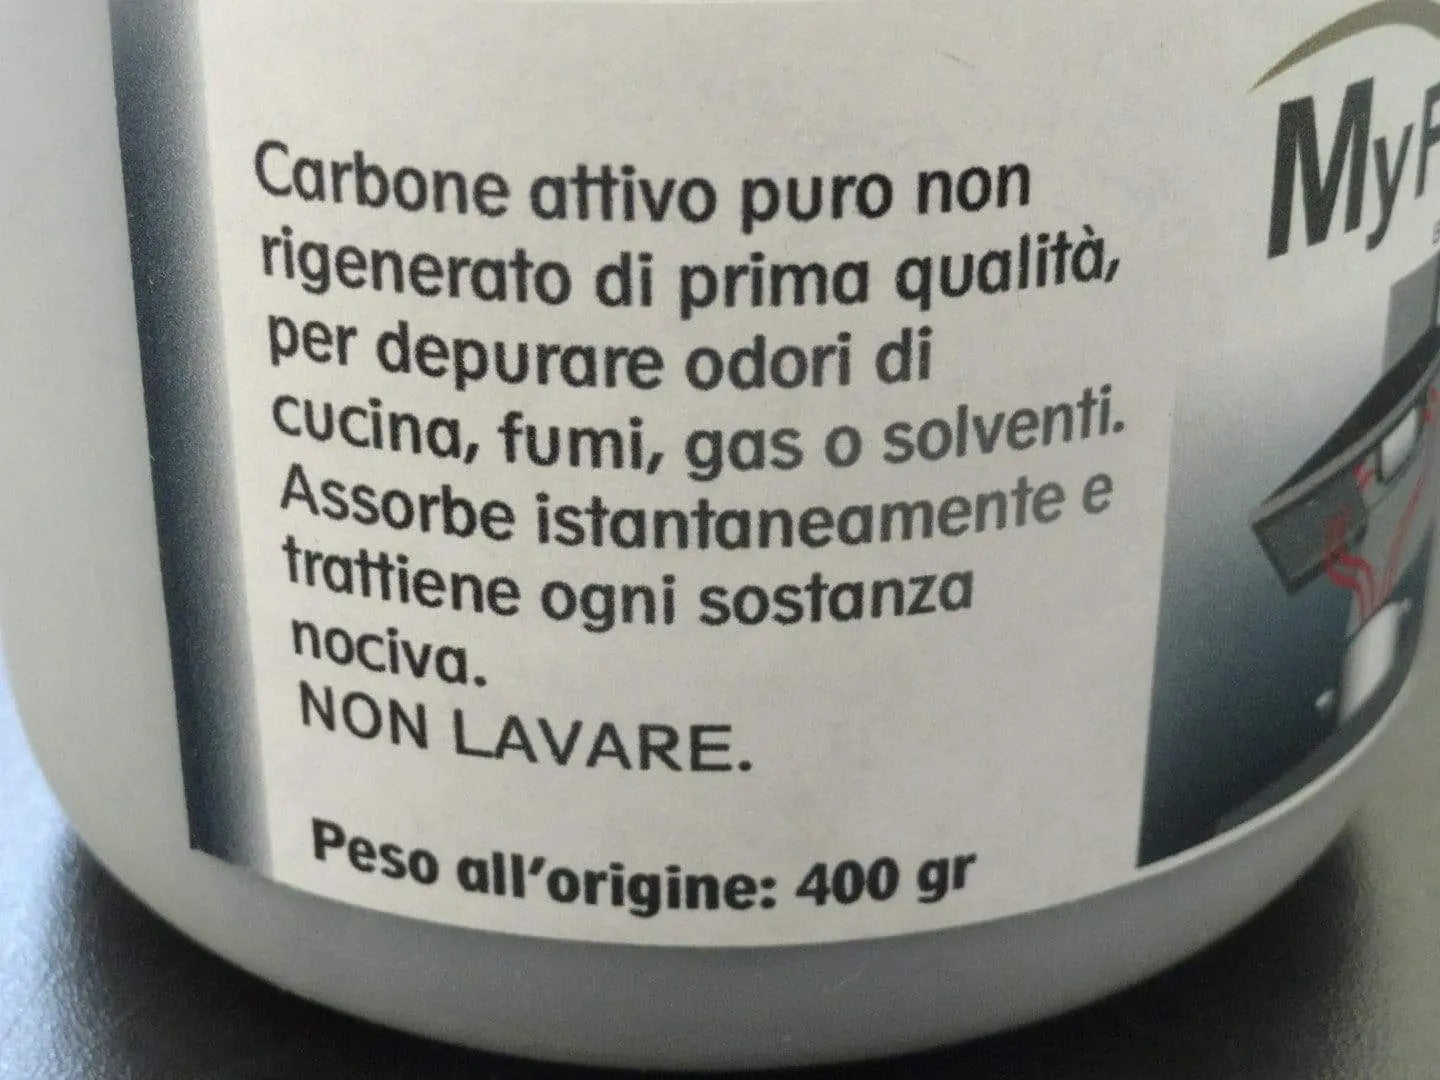 Carbone attivo puro non
rigenerato di prima qualità,
per depurare odori di
cucina, fumi, gas o solventi.
Assorbe istantaneamente e
trattiene ogni sostanza
nociva.
NON LAVARE.
Peso all'origine: 400 gr